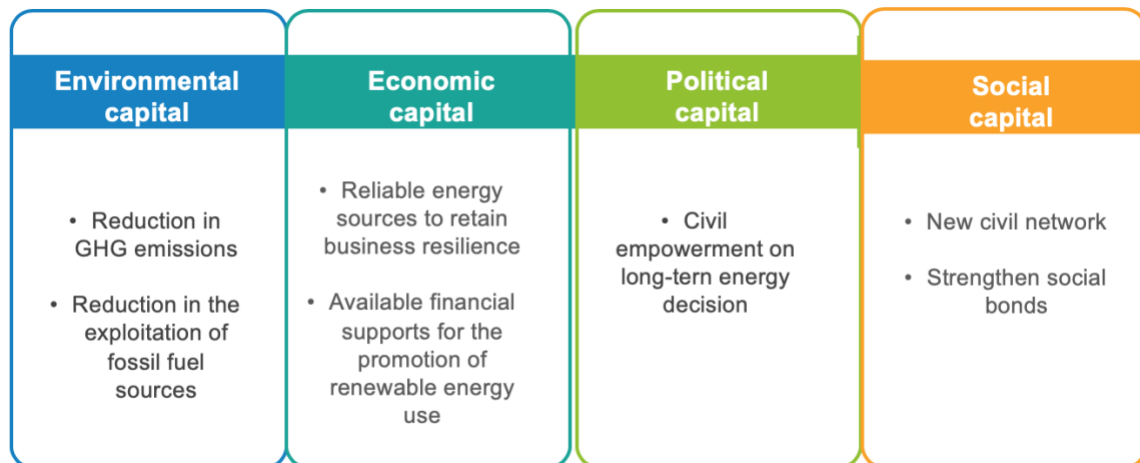 Environmental
capital
• Reduction in
GHG emissions
• Reduction in the
exploitation of
fossil fuel
sources
Economic
capital
• Reliable energy
sources to retain
business resilience
• Available financial
supports for the
promotion of
renewable energy
use
Political
capital
• Civil
empowerment on
long-tern energy
decision
Social
capital
• New civil network
• Strengthen social
bonds